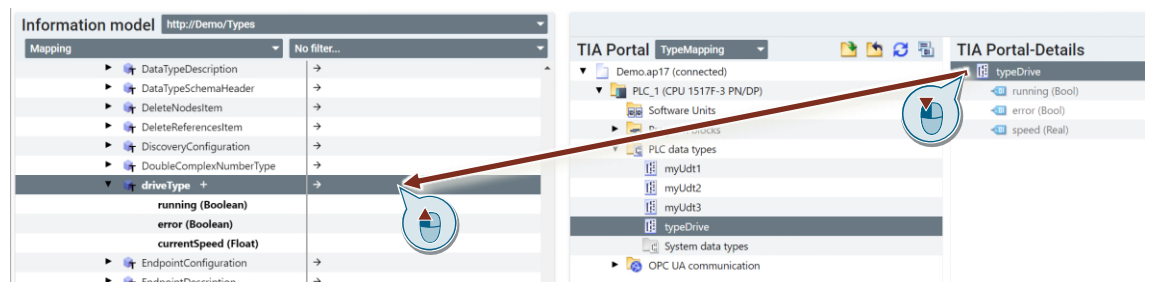 Information model http://Demo/Types
Mapping No filter...
DataTypeDescription →
DataTypeSchemaHeader →
DeleteNodesItem →
DeleteReferencesItem →
DiscoveryConfiguration →
DoubleComplexNumberType →
driveType + →
running (Boolean)
error (Boolean)
currentSpeed (Float)
EndpointConfiguration →
EndpointDescription →
TIA Portal TypeMapping
Demo.ap17 (connected)
PLC_1 (CPU 1517F-3 PN/DP)
Software Units
blocks
PLC data types
myUdt1
myUdt2
myUdt3
typeDrive
System data types
OPC UA communication
TIA Portal-Details
typeDrive
running (Bool)
error (Bool)
speed (Real)